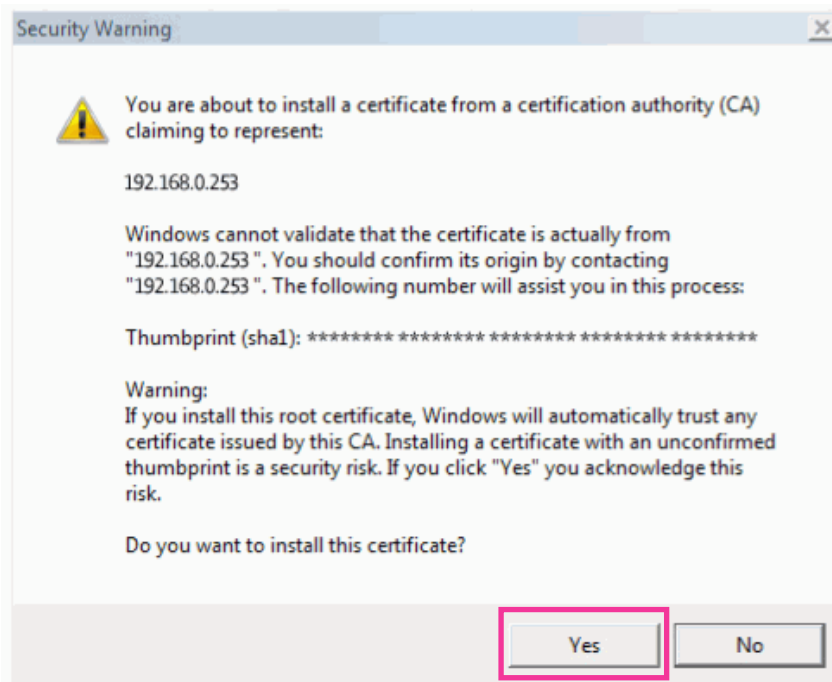 Security Warning
You are about to install a certificate from a certification authority (CA)
claiming to represent:
192.168.0.253
Windows cannot validate that the certificate is actually from
"192.168.0.253 ". You should confirm its origin by contacting
"192.168.0.253 ". The following number will assist you in this process:
Thumbprint (sha1): ******** ******** ******** ******** ********
Warning:
If you install this root certificate, Windows will automatically trust any
certificate issued by this CA. Installing a certificate with an unconfirmed
thumbprint is a security risk. If you click "Yes" you acknowledge this
risk.
Do you want to install this certificate?
Yes No